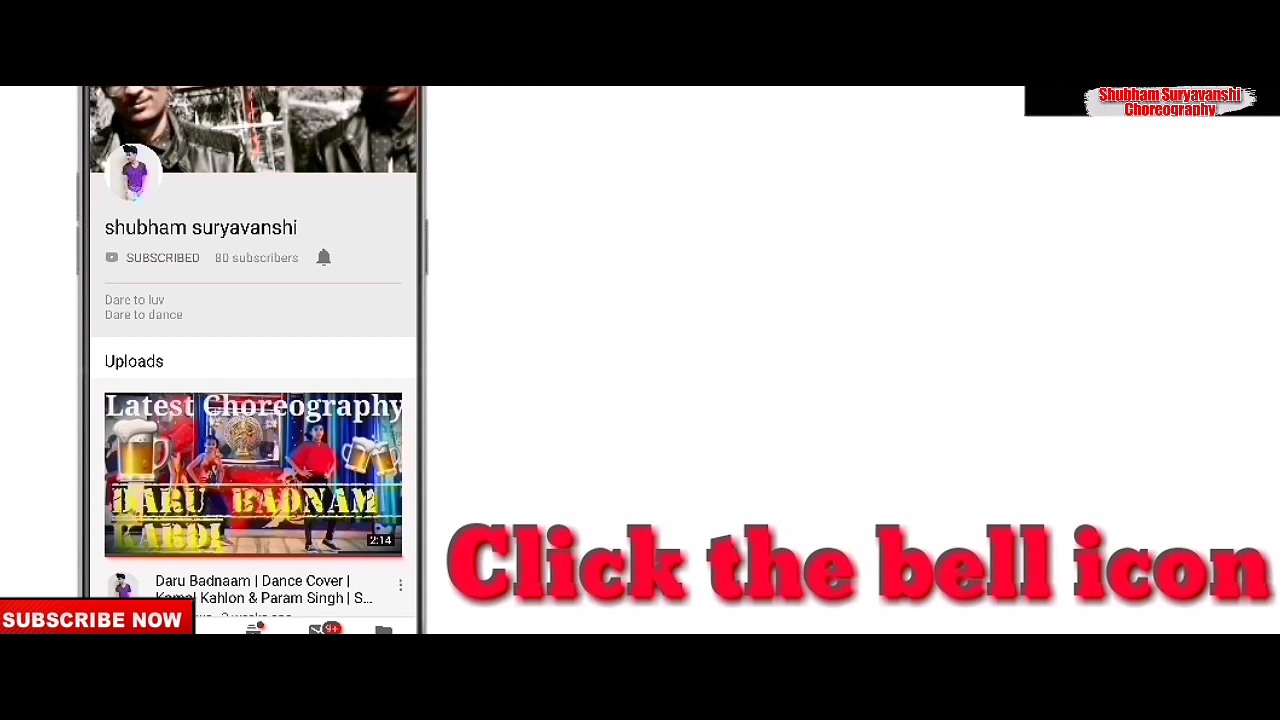 Shubham Suryavanshi
Choreography
shubham suryavanshi
SUBSCRIBED 80 subscribers
Dare to luv
Dare to dance
Uploads
Latest Choreography
DARU BADNAM
KARDI
2:14
Daru Badnaam | Dance Cover |
Kamal Kahlon & Param Singh | S...
9+
Click the bell icon
SUBSCRIBE NOW